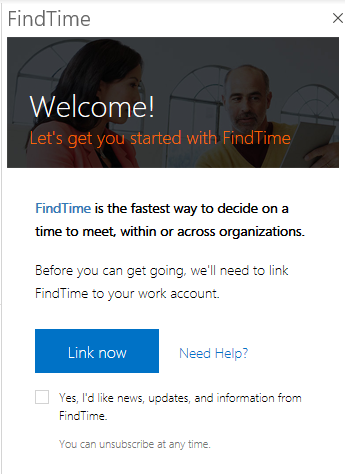 FindTime
Welcome!
Let's get you started with FindTime
FindTime is the fastest way to decide on a
time to meet, within or across organizations.
Before you can get going, we'll need to link
FindTime to your work account.
Link now
Need Help?
Yes, I'd like news, updates, and information from
FindTime.
You can unsubscribe at any time.